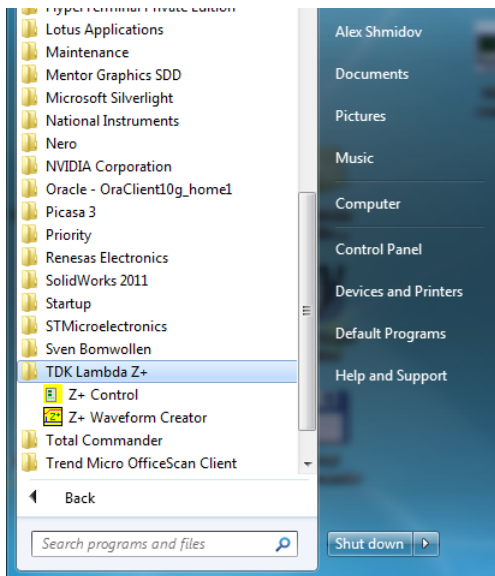 HyperTerminal Private Edition
Lotus Applications
Maintenance
Mentor Graphics SDD
Microsoft Silverlight
National Instruments
Nero
NVIDIA Corporation
Oracle - OraClient10g_home1
Picasa 3
Priority
Renesas Electronics
SolidWorks 2011
Startup
STMicroelectronics
Sven Bomwollen
TDK Lambda Z+
Z+ Control
Z+ Waveform Creator
Total Commander
Trend Micro OfficeScan Client
Back
Search programs and files
Alex Shmidov
Documents
Pictures
Music
Computer
Control Panel
Devices and Printers
Default Programs
Help and Support
Shut down